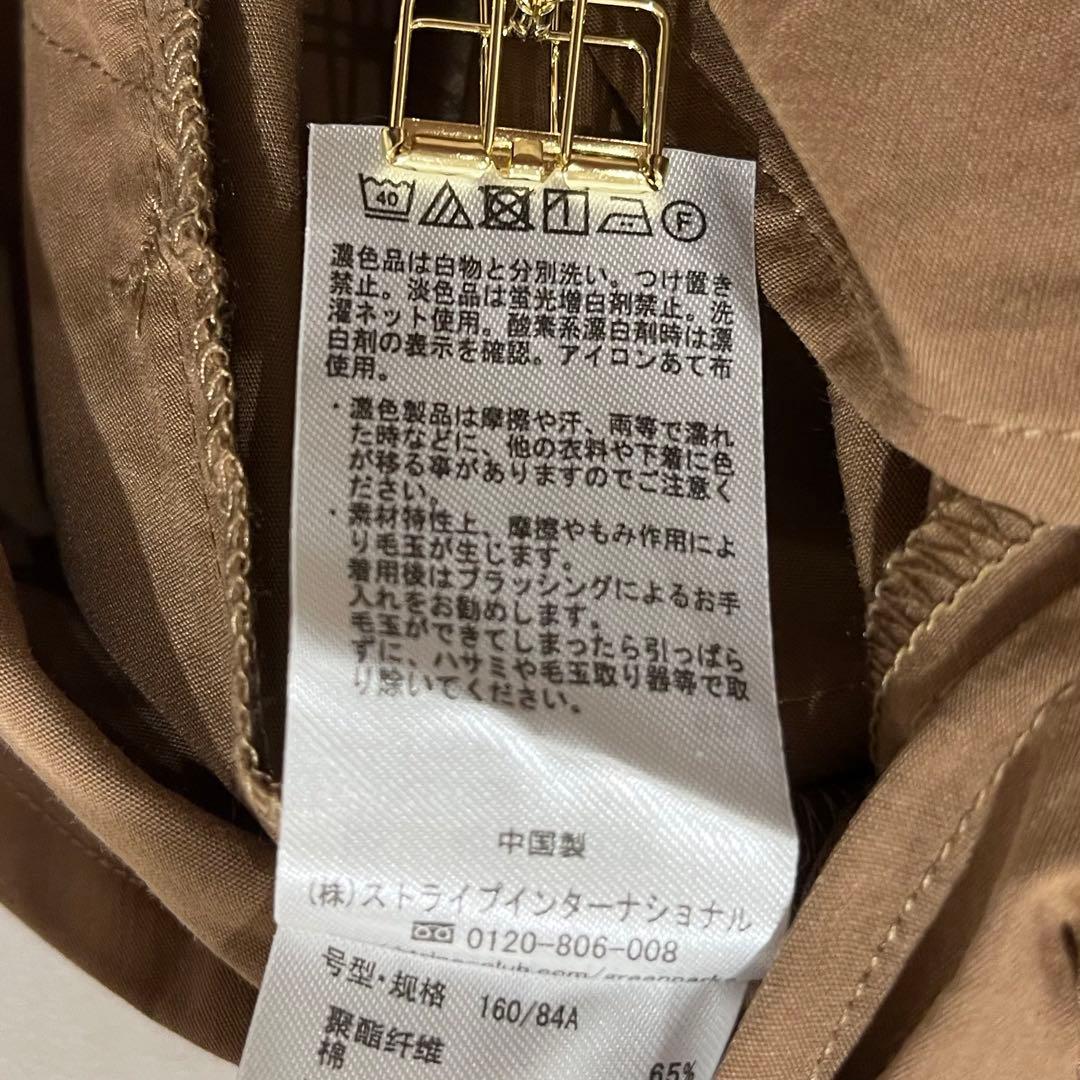 40 1 F
濃色品は白物と分別洗い。つけ置き
禁止。淡色品は蛍光増白剤禁止。洗
濯ネット使用。酸素系漂白剤時は漂
白剤の表示を確認。アイロンあて布
使用。
・濃色製品は摩擦や汗、雨等で濡れ
た時などに、他の衣料や下着に色
が移る事がありますのでご注意く
ださい。
・素材特性上、摩擦やもみ作用によ
り毛玉が生じます。
着用後はブラッシングによるお手
入れをお勧めします。
毛玉ができてしまったら引っぱら
ずに、ハサミや毛玉取り器等で取
り除いてください。
中国製
(株)ストライプインターナショナル
0120-806-008
号型・规格 160/84A
聚酯纤维 65%
棉